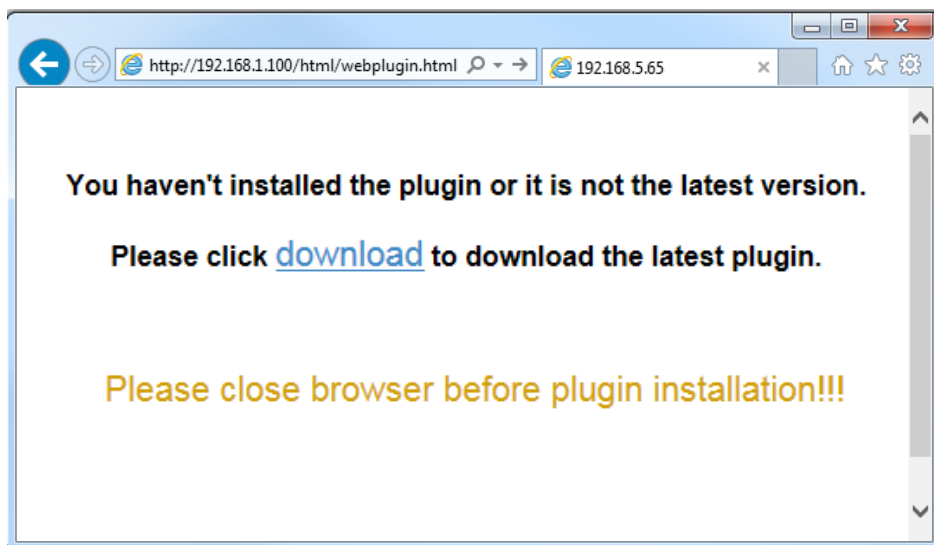 http://192.168.1.100/html/webplugin.html
192.168.5.65
You haven't installed the plugin or it is not the latest version.
Please click download to download the latest plugin.
Please close browser before plugin installation!!!